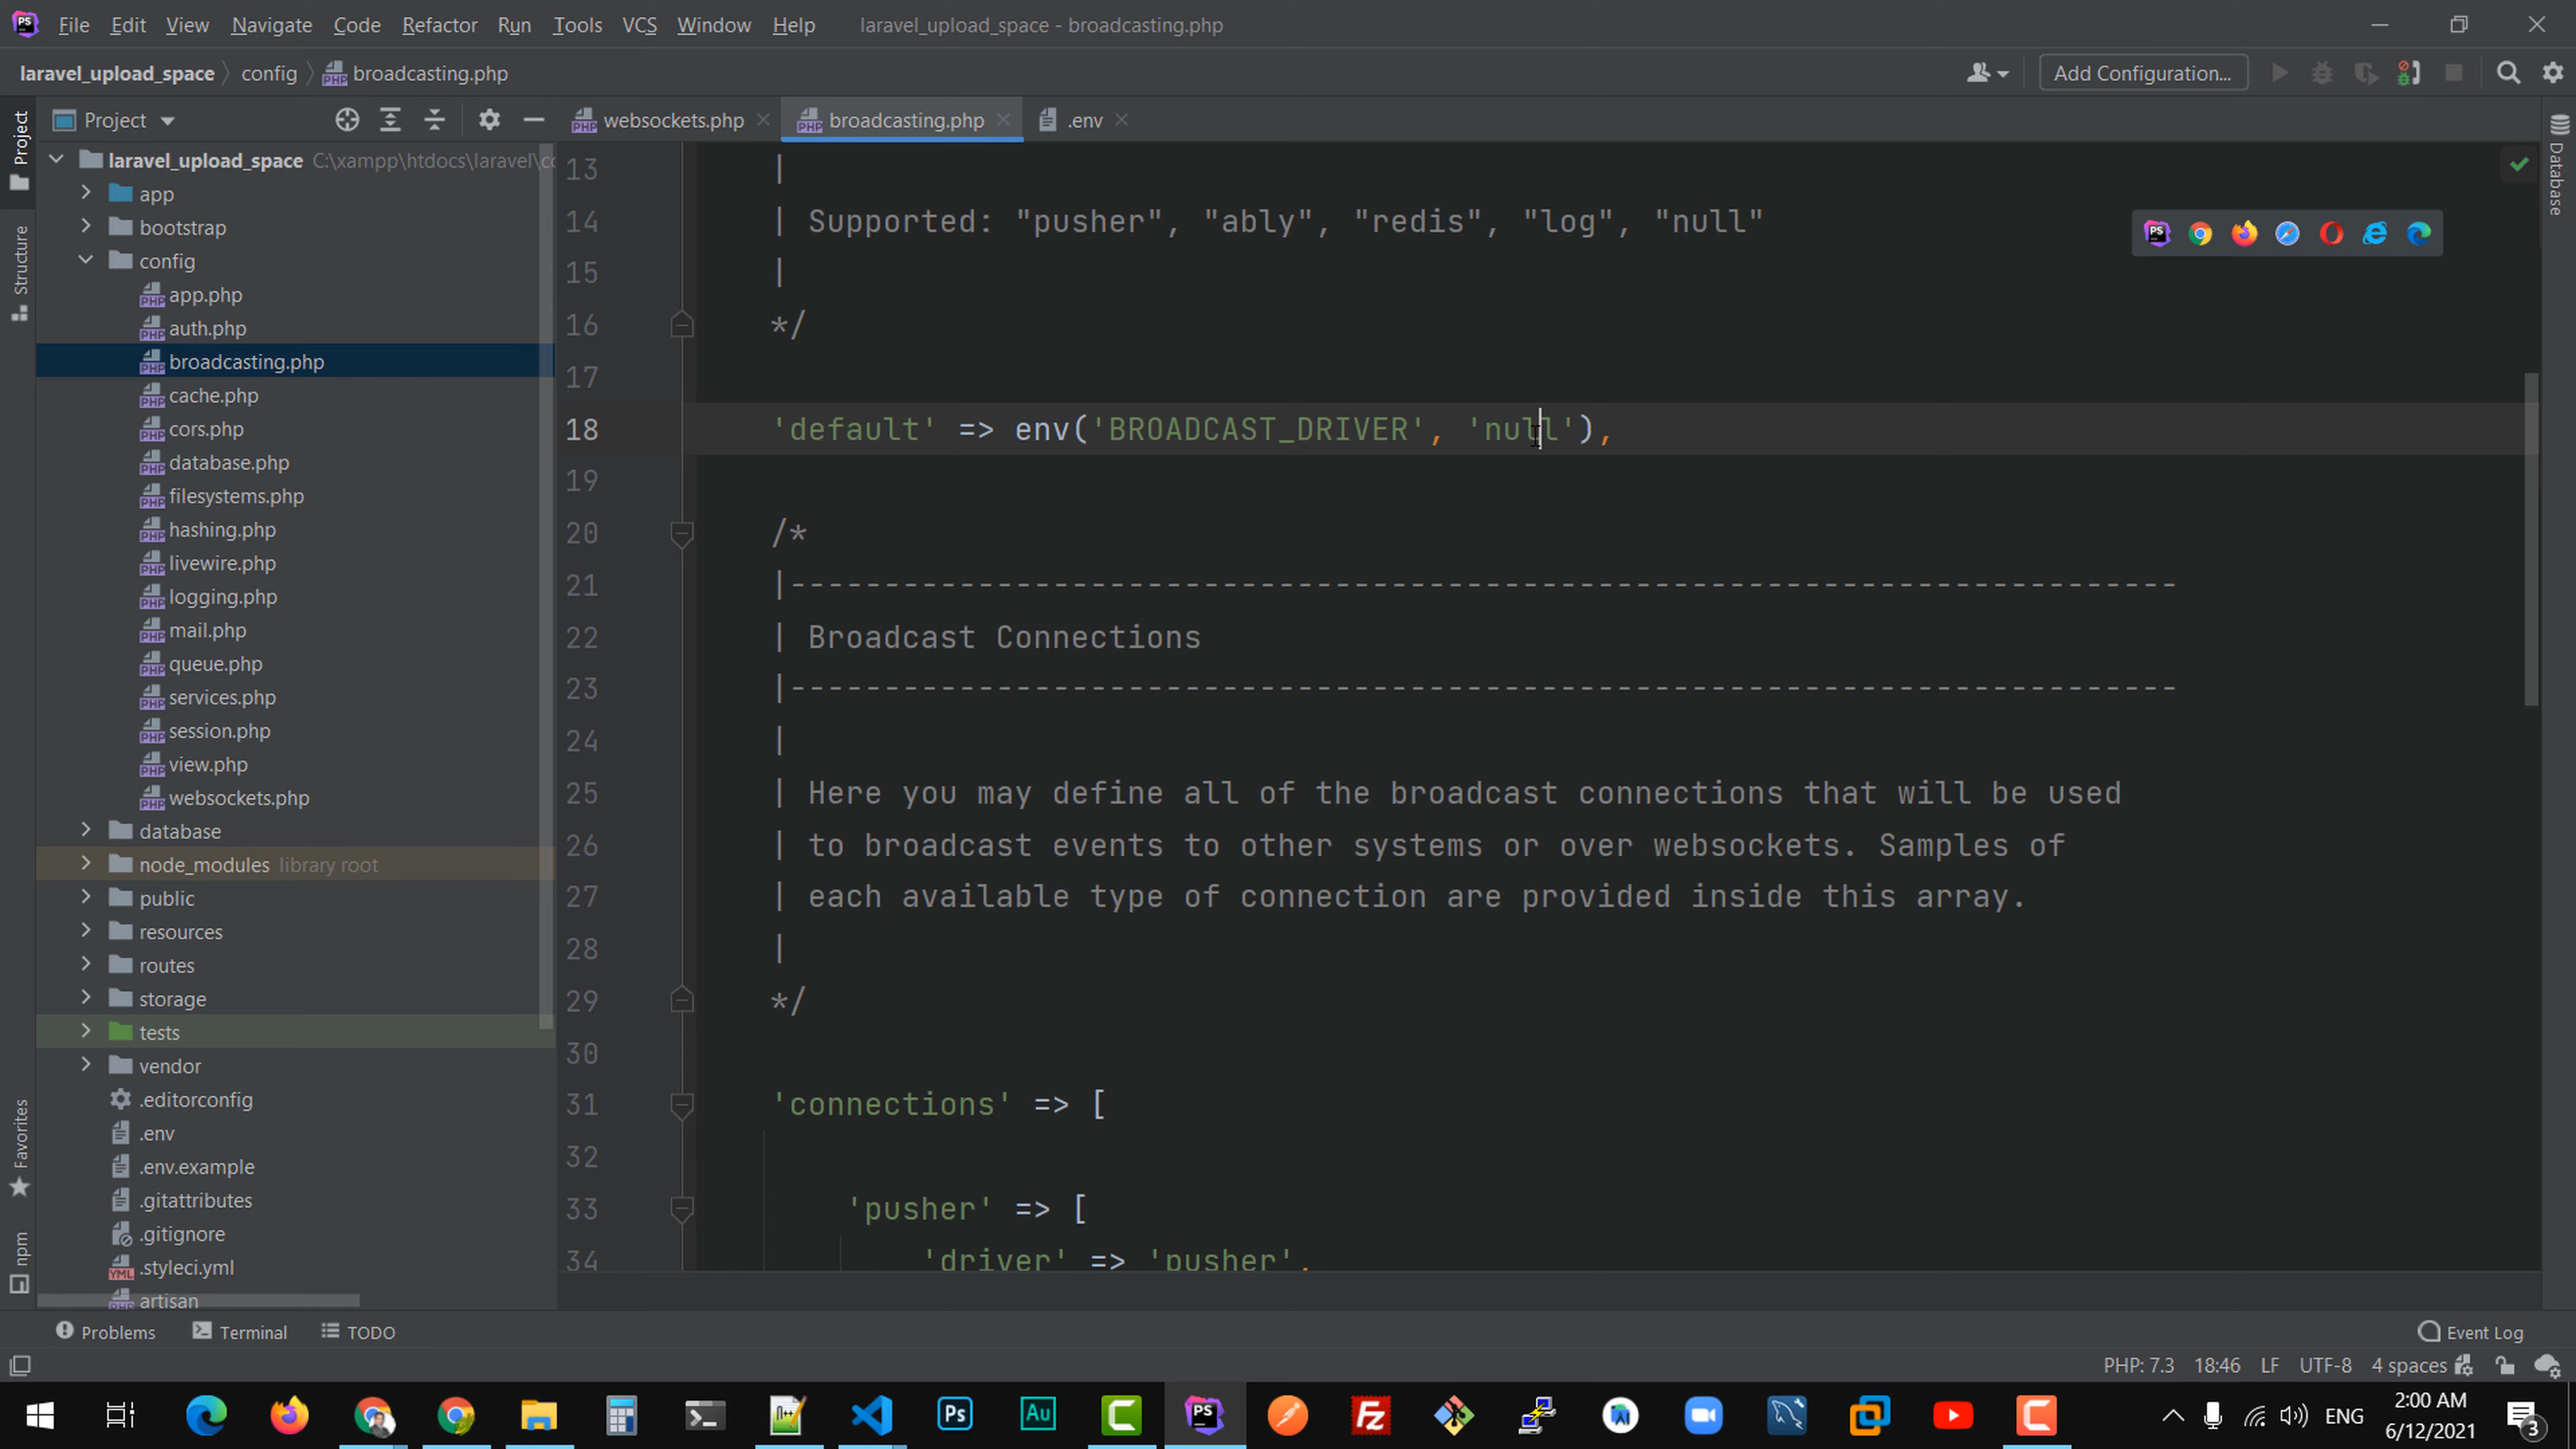 File Edit View Navigate Code Refactor Run Tools VCS Window Help laravel_upload_space - broadcasting.php
laravel_upload_space config broadcasting.php Add Configuration...
Project
websockets.php broadcasting.php .env
laravel_upload_space C:\xampp\htdocs\laravel\co
app
bootstrap
config
app.php
auth.php
broadcasting.php
cache.php
cors.php
database.php
filesystems.php
hashing.php
livewire.php
logging.php
mail.php
queue.php
services.php
session.php
view.php
websockets.php
database
node_modules library root
public
resources
routes
storage
tests
vendor
.editorconfig
.env
.env.example
.gitattributes
.gitignore
.styleci.yml
artisan
Project
Structure
Favorites
npm
13 |
14 | Supported: "pusher", "ably", "redis", "log", "null"
15 |
16 */
17
18 'default' => env('BROADCAST_DRIVER', 'null'),
19
20 /*
21 |--------------------------------------------------------------------------
22 | Broadcast Connections
23 |--------------------------------------------------------------------------
24 |
25 | Here you may define all of the broadcast connections that will be used
26 | to broadcast events to other systems or over websockets. Samples of
27 | each available type of connection are provided inside this array.
28 |
29 */
30
31 'connections' => [
32
33 'pusher' => [
34 'driver' => 'pusher',
Database
Problems Terminal TODO Event Log
PHP: 7.3 18:46 LF UTF-8 4 spaces
ENG 2:00 AM
6/12/2021 3